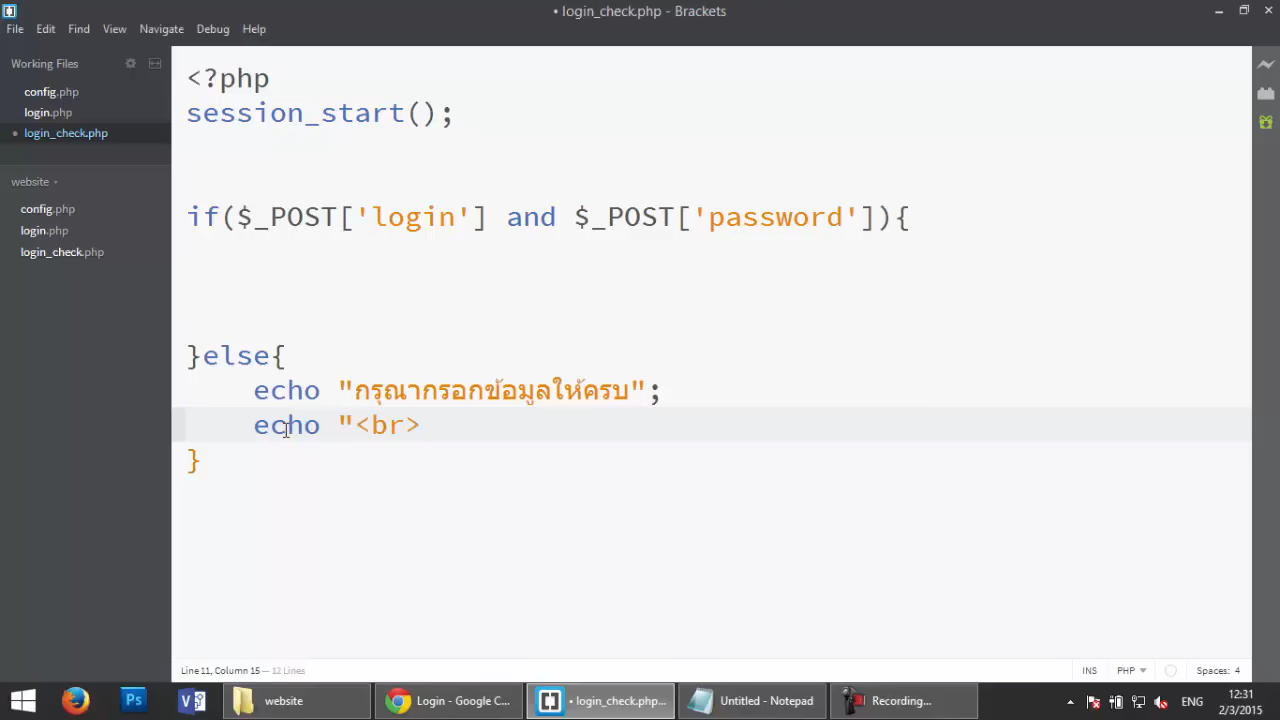 • login_check.php - Brackets
File Edit Find View Navigate Debug Help
Working Files
config.php
login.php
• login_check.php
website
config.php
login.php
login_check.php
<?php
session_start();
if($_POST['login'] and $_POST['password']){
}else{
echo "กรุณากรอกข้อมูลให้ครบ";
echo "<br>
}
Line 11, Column 15 — 12 Lines
INS PHP Spaces: 4
website
Login - Google C...
• login_check.php...
Untitled - Notepad
Recording...
ENG
12:31
2/3/2015